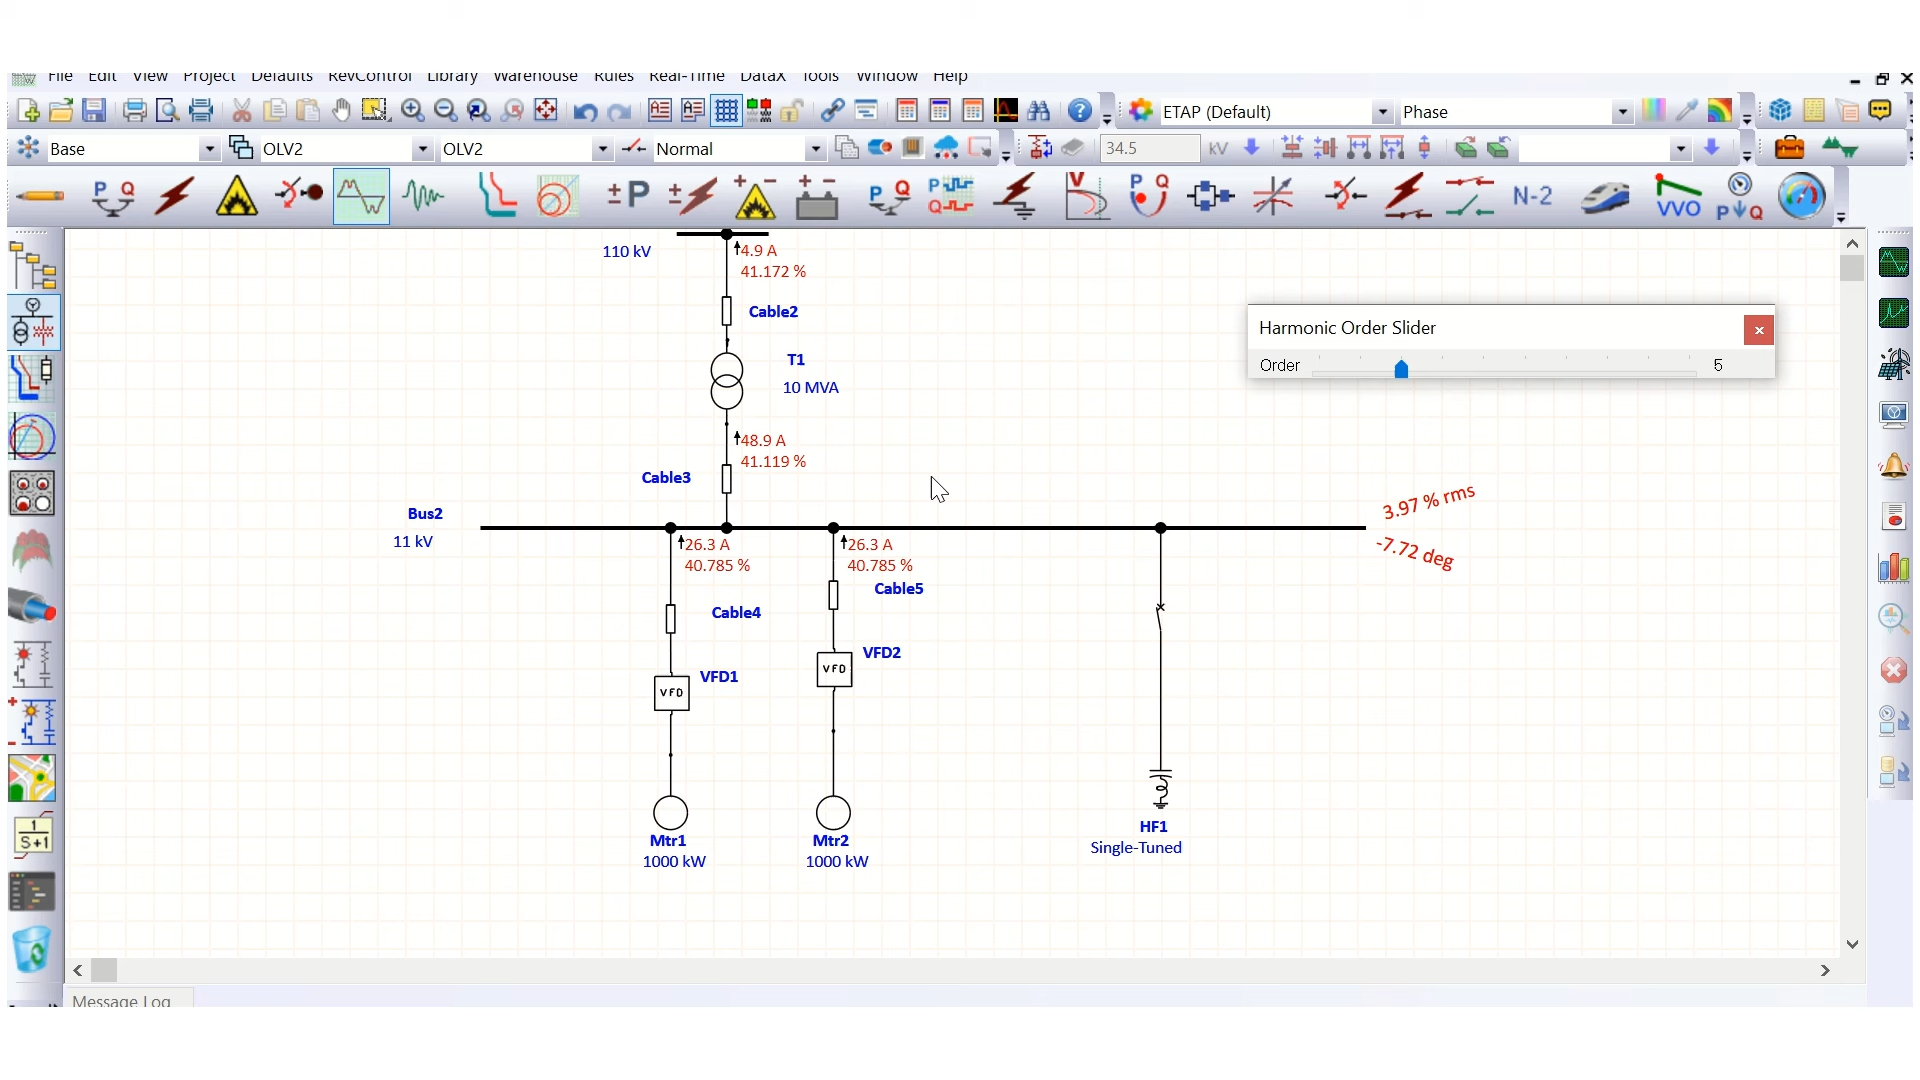 File Edit View Project Defaults RevControl Library Warehouse Rules Real-Time DataX Tools Window Help
ETAP (Default) Phase
Base OLV2 OLV2 Normal 34.5 kV
P Q ± P ± P Q P Q V P Q N-2 VVO P Q
110 kV
4.9 A
41.172 %
Cable2
T1
10 MVA
48.9 A
41.119 %
Cable3
Harmonic Order Slider
Order 5
Bus2
11 kV
3.97 % rms
-7.72 deg
26.3 A
40.785 %
Cable4
26.3 A
40.785 %
Cable5
VFD1
VFD
VFD2
VFD
Mtr1
1000 kW
Mtr2
1000 kW
HF1
Single-Tuned
1
S+1
Message Log